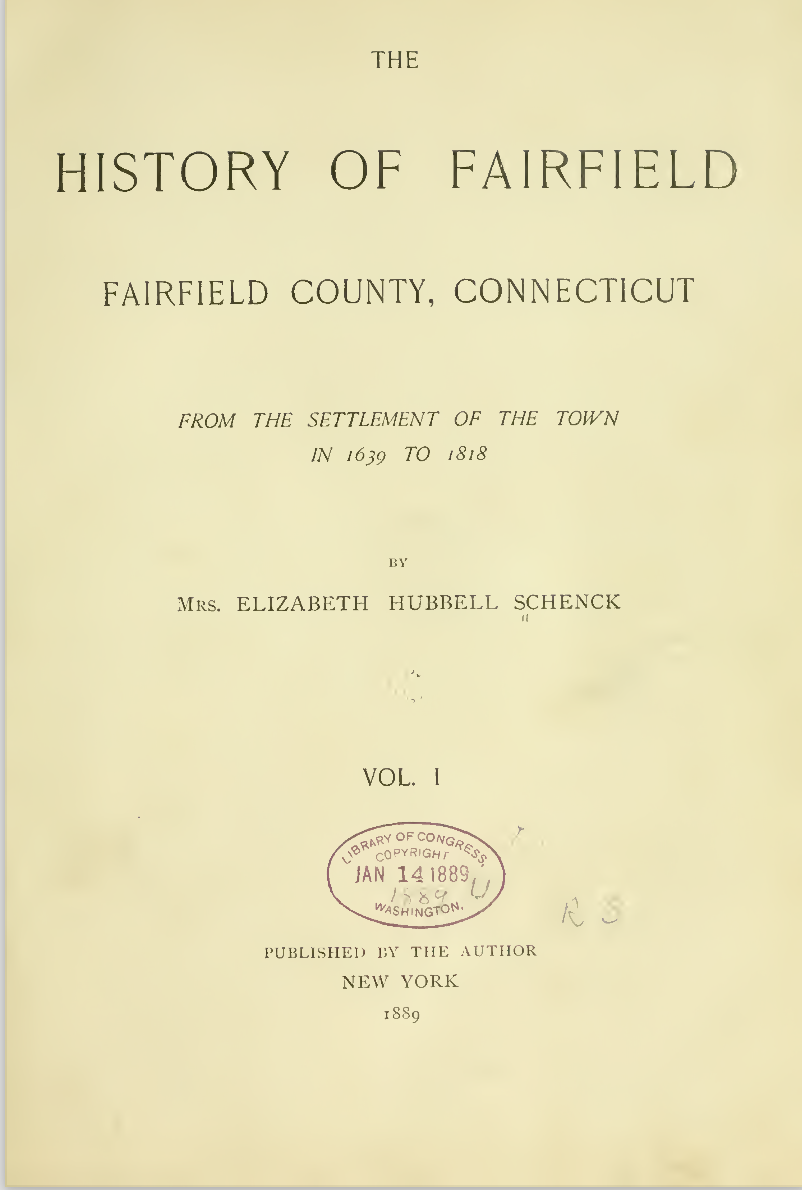 THE
HISTORY OF FAIRFIELD
FAIRFIELD COUNTY, CONNECTICUT
FROM THE SETTLEMENT OF THE TOWN
IN 1639 TO 1818
BY
MRS. ELIZABETH HUBBELL SCHENCK
VOL. I
LIBRARY OF CONGRESS,
COPYRIGHT
JAN 14 1889
1889
WASHINGTON.
PUBLISHED BY THE AUTHOR
NEW YORK
1889